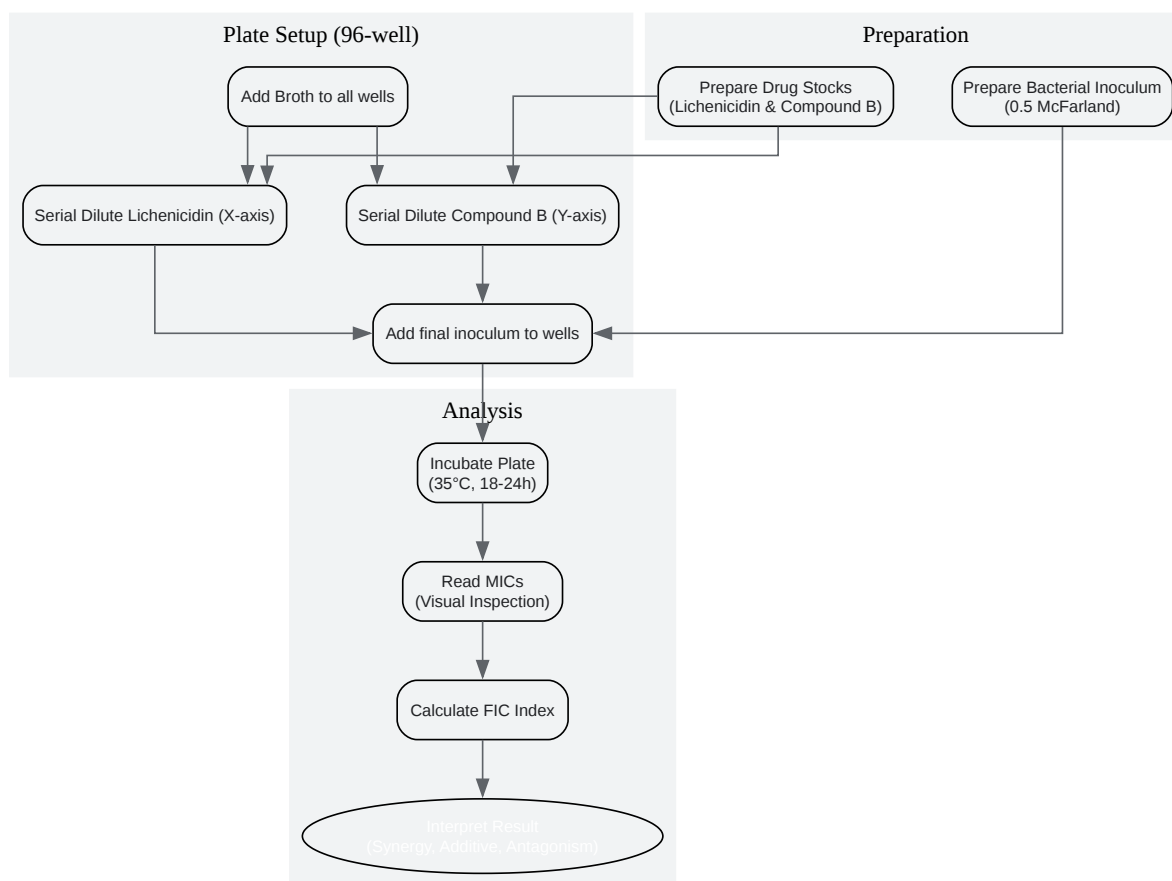 Plate Setup (96-well)
Preparation
Add Broth to all wells
Prepare Drug Stocks
(Lichenicidin & Compound B)
Prepare Bacterial Inoculum
(0.5 McFarland)
Serial Dilute Lichenicidin (X-axis)
Serial Dilute Compound B (Y-axis)
Add final inoculum to wells
Analysis
Incubate Plate
(35°C, 18-24h)
Read MICs
(Visual Inspection)
Calculate FIC Index
Interpret Result
(Synergy, Additive, Antagonism)